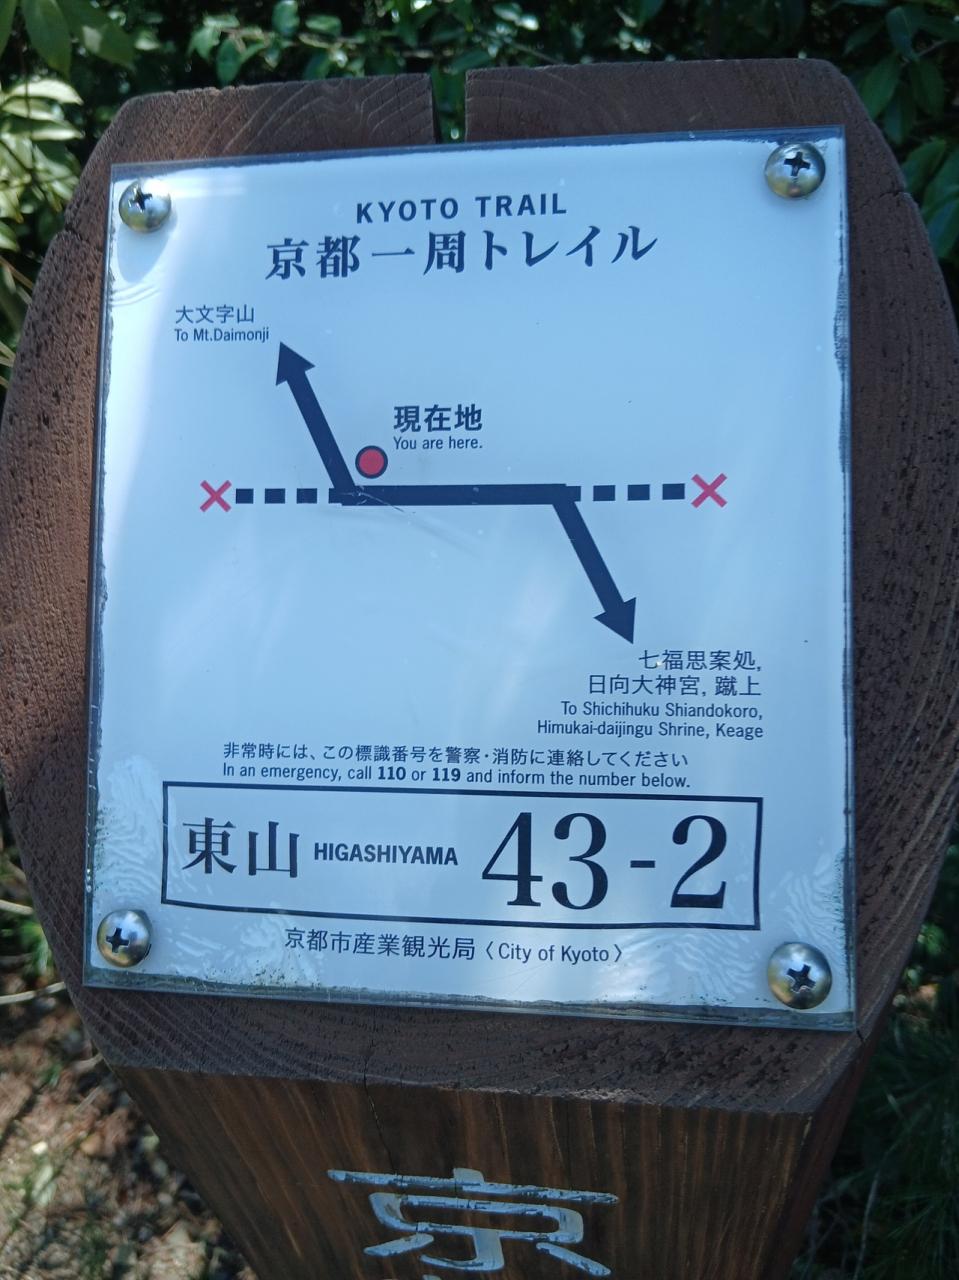 KYOTO TRAIL
京都一周トレイル
大文字山
To Mt.Daimonji
現在地
You are here.
七福思案処,
日向大神宮, 蹴上
To Shichihuku Shiandokoro,
Himukai-daijingu Shrine, Keage
非常時には、この標識番号を警察・消防に連絡してください
In an emergency, call 110 or 119 and inform the number below.
東山 HIGASHIYAMA 43-2
京都市産業観光局〈City of Kyoto〉
京